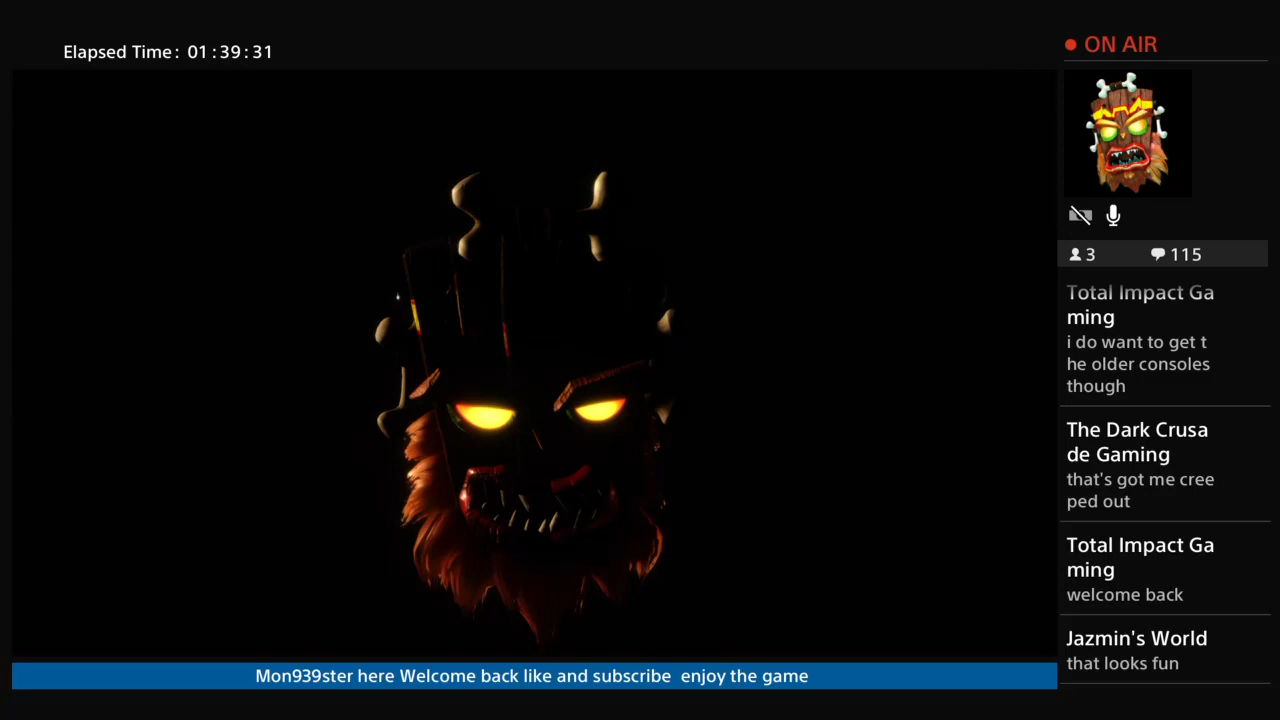 Elapsed Time: 01:39:31
ON AIR
3 115
Total Impact Ga
ming
i do want to get t
he older consoles
though
The Dark Crusa
de Gaming
that's got me cree
ped out
Total Impact Ga
ming
welcome back
Jazmin's World
that looks fun
Mon939ster here Welcome back like and subscribe enjoy the game